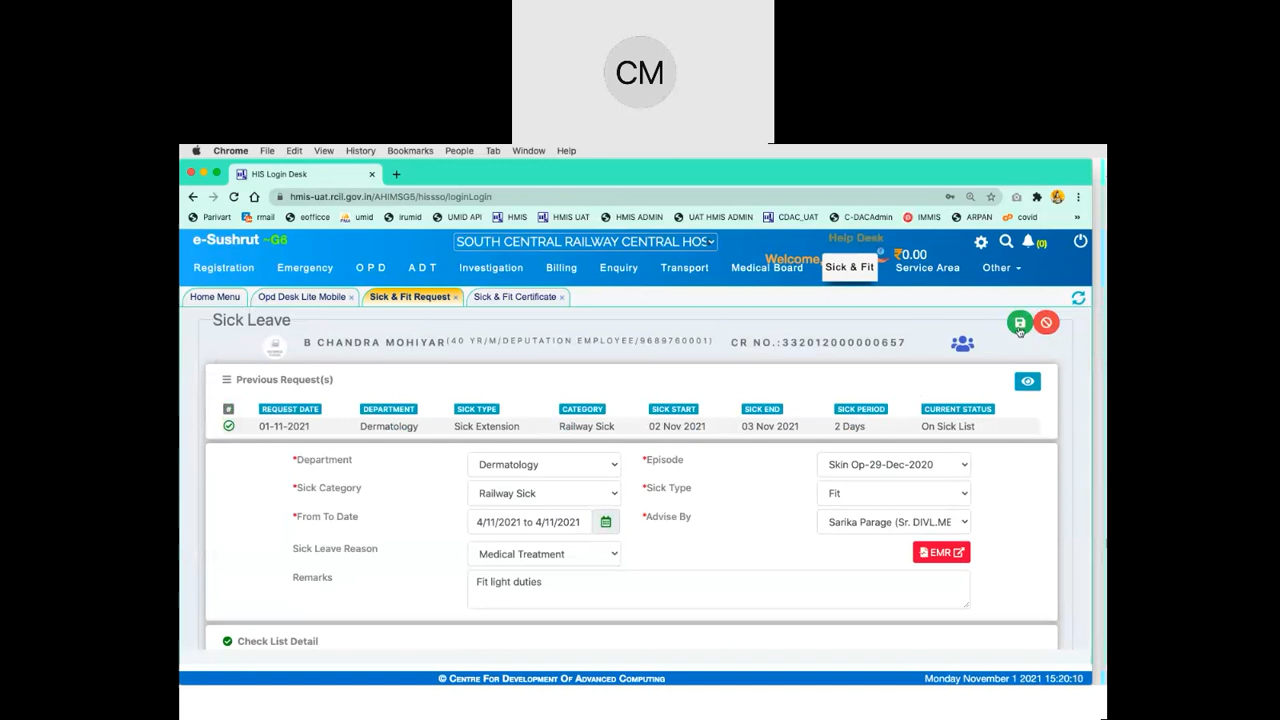 CM
Chrome File Edit View History Bookmarks People Tab Window Help
HIS Login Desk
hmis-uat.rcil.gov.in/AHIMSG5/hissso/loginLogin
Parivart rmail eofficce umid irumid UMID API HMIS HMIS UAT HMIS ADMIN UAT HMIS ADMIN CDAC_UAT C-DACAdmin IMMIS ARPAN covid »
e-Sushrut ~G6 SOUTH CENTRAL RAILWAY CENTRAL HOS Help Desk Welcome, ₹0.00 (0)
Registration Emergency O P D A D T Investigation Billing Enquiry Transport Medical Board Sick & Fit Service Area Other
Home Menu Opd Desk Lite Mobile × Sick & Fit Request × Sick & Fit Certificate ×
Sick Leave
B CHANDRA MOHIYAR(40 YR/M/DEPUTATION EMPLOYEE/9689760001) CR NO.:332012000000657
Previous Request(s)
# REQUEST DATE DEPARTMENT SICK TYPE CATEGORY SICK START SICK END SICK PERIOD CURRENT STATUS
01-11-2021 Dermatology Sick Extension Railway Sick 02 Nov 2021 03 Nov 2021 2 Days On Sick List
*Department Dermatology *Episode Skin Op-29-Dec-2020
*Sick Category Railway Sick *Sick Type Fit
*From To Date 4/11/2021 to 4/11/2021 *Advise By Sarika Parage (Sr. DIVL.ME
Sick Leave Reason Medical Treatment EMR
Remarks Fit light duties
Check List Detail
© CENTRE FOR DEVELOPMENT OF ADVANCED COMPUTING Monday November 1 2021 15:20:10